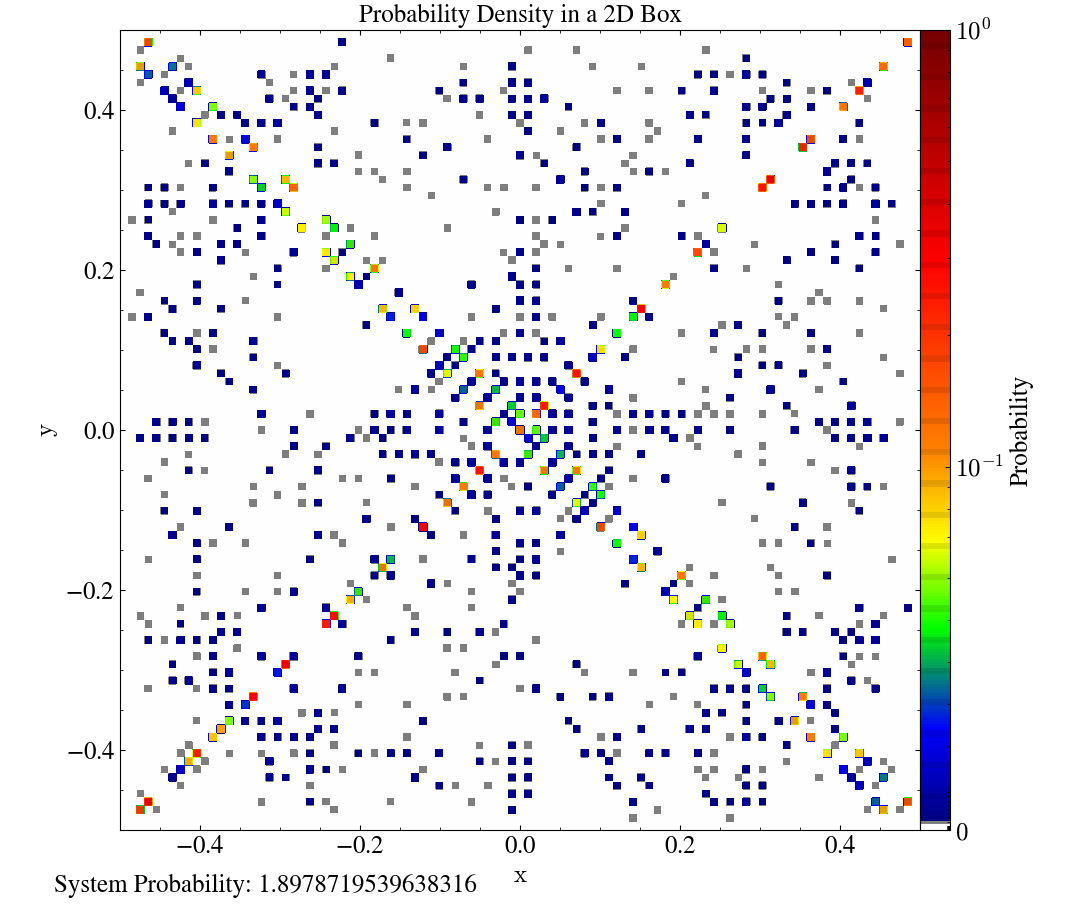 Probability Density in a 2D Box
10⁰
0.4
0.2
0.0
−0.2
−0.4
y
10⁻¹
Probability
0
−0.4 −0.2 0.0 0.2 0.4
x
System Probability: 1.8978719539638316